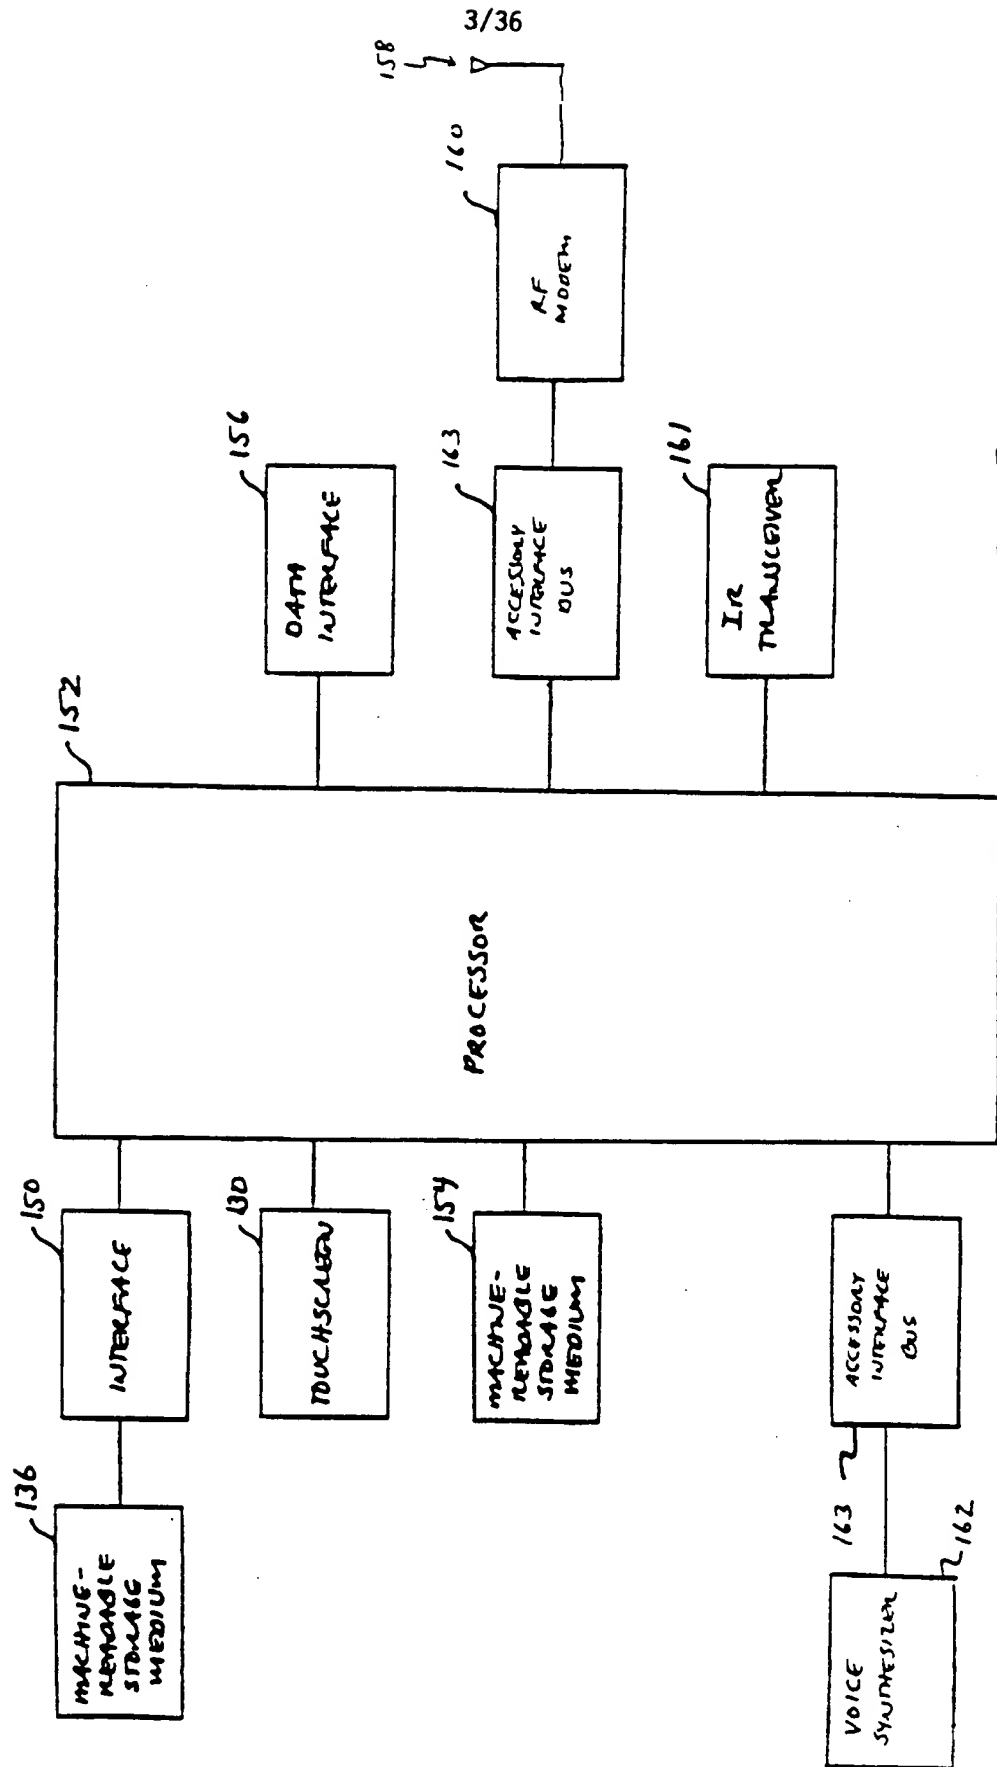 3/36
158
160
RF
MODEM
156
DATA
INTERFACE
163
ACCESSORY
INTERFACE
BUS
161
IR
TRANSCEIVER
152
PROCESSOR
150
INTERFACE
130
TOUCHSCREEN
154
MACHINE-
READABLE
STORAGE
MEDIUM
163
ACCESSORY
INTERFACE
BUS
136
MACHINE-
READABLE
STORAGE
MEDIUM
162
VOICE
SYNTHESIZER